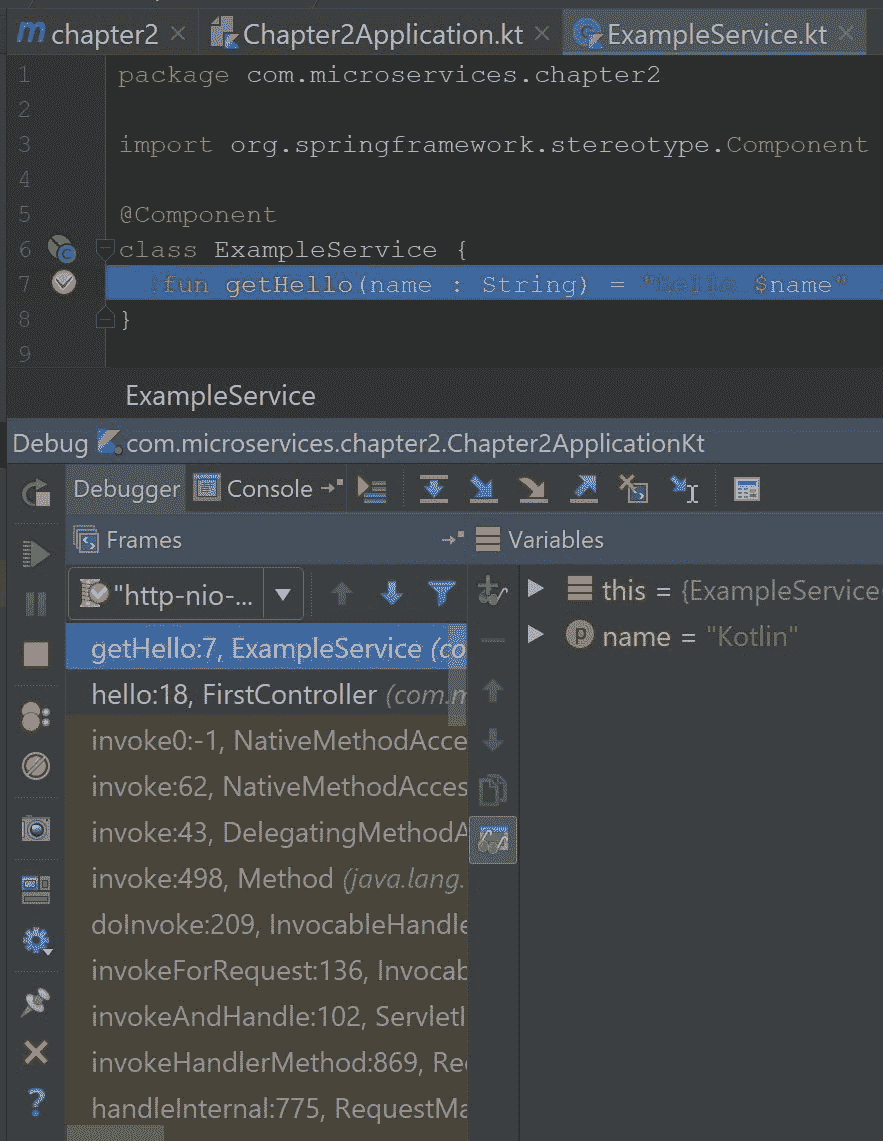 m chapter2 × Chapter2Application.kt × ExampleService.kt ×
1 package com.microservices.chapter2
2
3 import org.springframework.stereotype.Component
4
5 @Component
6 class ExampleService {
7 fun getHello(name : String) = "hello $name"
8 }
9
ExampleService
Debug com.microservices.chapter2.Chapter2ApplicationKt
Debugger Console
Frames Variables
"http-nio-...
getHello:7, ExampleService (co
hello:18, FirstController (com.m
invoke0:-1, NativeMethodAcce
invoke:62, NativeMethodAcces
invoke:43, DelegatingMethodA
invoke:498, Method (java.lang.
doInvoke:209, InvocableHandle
invokeForRequest:136, Invocab
invokeAndHandle:102, ServletI
invokeHandlerMethod:869, Re
handleInternal:775, RequestMa
this = {ExampleService
name = "Kotlin"